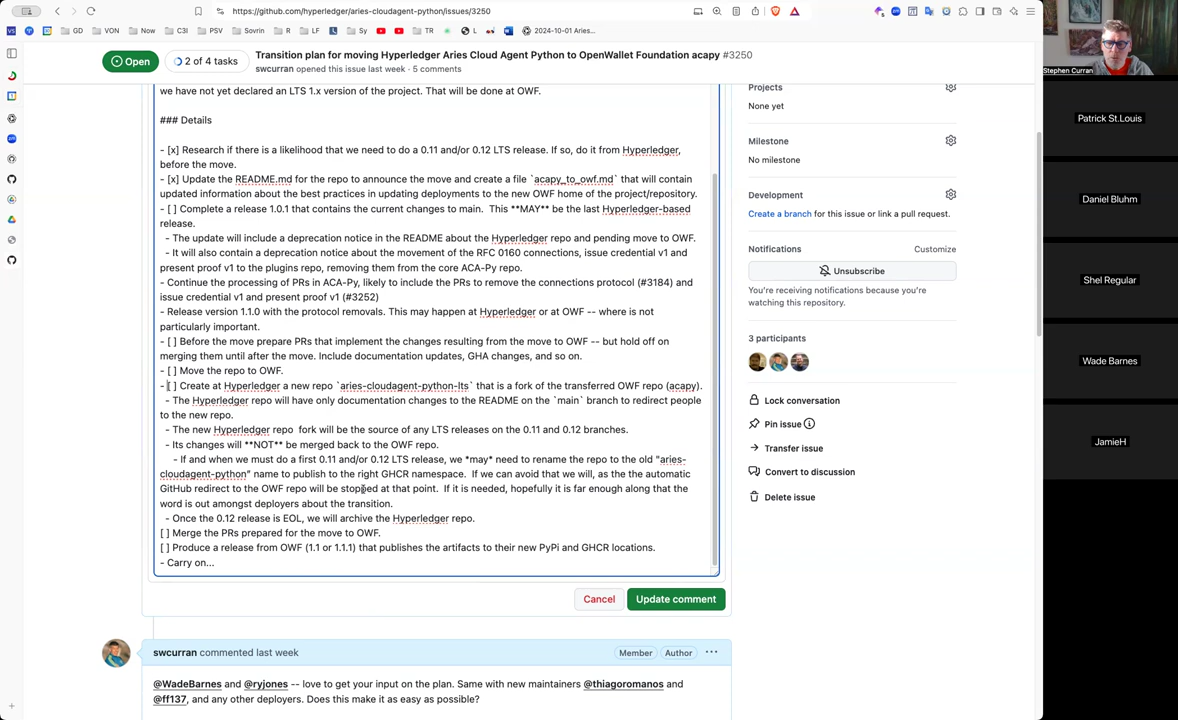 https://github.com/hyperledger/aries-cloudagent-python/issues/3250
GD VON Now C3I PSV Sovrin R LF Sy TR L 2024-10-01 Aries...
Open 2 of 4 tasks Transition plan for moving Hyperledger Aries Cloud Agent Python to OpenWallet Foundation acapy #3250
swcurran opened this issue last week · 5 comments
we have not yet declared an LTS 1.x version of the project. That will be done at OWF.
### Details
- [x] Research if there is a likelihood that we need to do a 0.11 and/or 0.12 LTS release. If so, do it from Hyperledger,
before the move.
- [x] Update the README.md for the repo to announce the move and create a file `acapy_to_owf.md` that will contain
updated information about the best practices in updating deployments to the new OWF home of the project/repository.
- [ ] Complete a release 1.0.1 that contains the current changes to main. This **MAY** be the last Hyperledger-based
release.
- The update will include a deprecation notice in the README about the Hyperledger repo and pending move to OWF.
- It will also contain a deprecation notice about the movement of the RFC 0160 connections, issue credential v1 and
present proof v1 to the plugins repo, removing them from the core ACA-Py repo.
- Continue the processing of PRs in ACA-Py, likely to include the PRs to remove the connections protocol (#3184) and
issue credential v1 and present proof v1 (#3252)
- Release version 1.1.0 with the protocol removals. This may happen at Hyperledger or at OWF -- where is not
particularly important.
- [ ] Before the move prepare PRs that implement the changes resulting from the move to OWF -- but hold off on
merging them until after the move. Include documentation updates, GHA changes, and so on.
- [ ] Move the repo to OWF.
- [ ] Create at Hyperledger a new repo `aries-cloudagent-python-lts` that is a fork of the transferred OWF repo (acapy).
- The Hyperledger repo will have only documentation changes to the README on the `main` branch to redirect people
to the new repo.
- The new Hyperledger repo fork will be the source of any LTS releases on the 0.11 and 0.12 branches.
- Its changes will **NOT** be merged back to the OWF repo.
- If and when we must do a first 0.11 and/or 0.12 LTS release, we *may* need to rename the repo to the old "aries-
cloudagent-python" name to publish to the right GHCR namespace. If we can avoid that we will, as the the automatic
GitHub redirect to the OWF repo will be stopped at that point. If it is needed, hopefully it is far enough along that the
word is out amongst deployers about the transition.
- Once the 0.12 release is EOL, we will archive the Hyperledger repo.
[ ] Merge the PRs prepared for the move to OWF.
[ ] Produce a release from OWF (1.1 or 1.1.1) that publishes the artifacts to their new PyPi and GHCR locations.
- Carry on...
Cancel Update comment
swcurran commented last week Member Author ···
@WadeBarnes and @ryjones -- love to get your input on the plan. Same with new maintainers @thiagoromanos and
@ff137, and any other deployers. Does this make it as easy as possible?
Projects
None yet
Milestone
No milestone
Development
Create a branch for this issue or link a pull request.
Notifications Customize
Unsubscribe
You're receiving notifications because you're
watching this repository.
3 participants
Lock conversation
Pin issue
Transfer issue
Convert to discussion
Delete issue
Stephen Curran
Patrick St.Louis
Daniel Bluhm
Shel Regular
Wade Barnes
JamieH